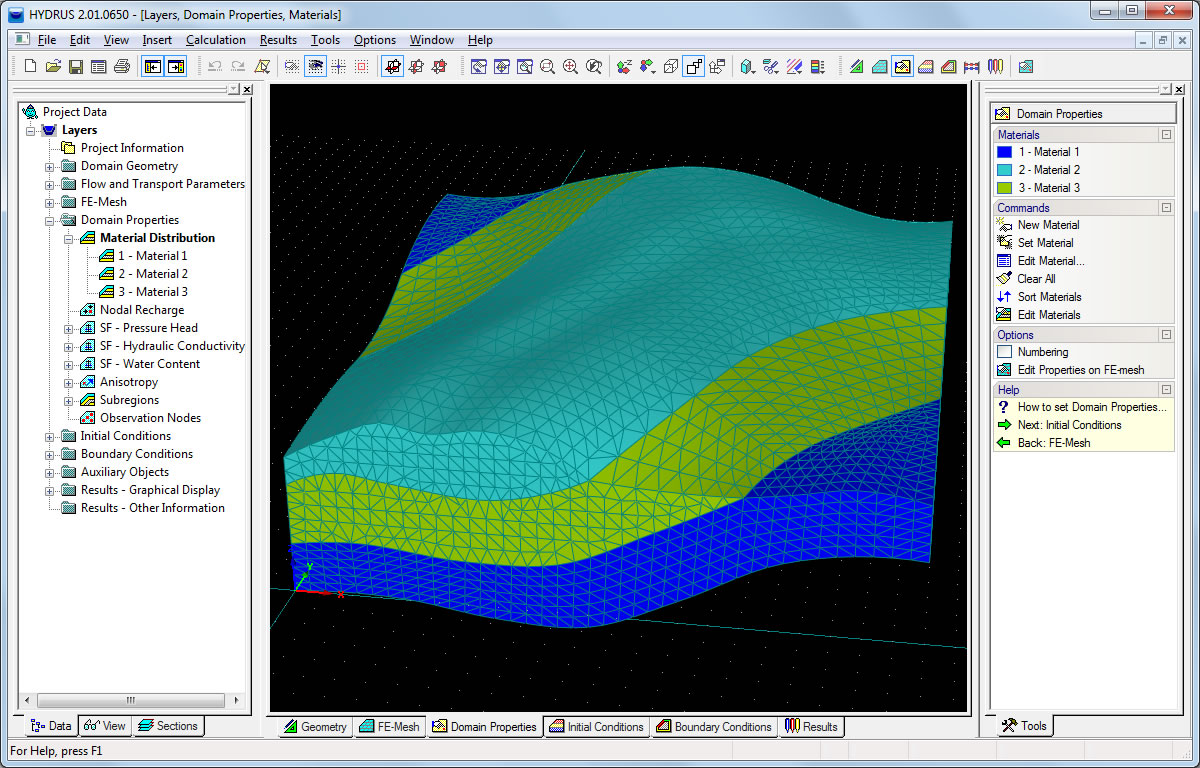 HYDRUS 2.01.0650 - [Layers, Domain Properties, Materials]
File Edit View Insert Calculation Results Tools Options Window Help
Project Data
Layers
Project Information
Domain Geometry
Flow and Transport Parameters
FE-Mesh
Domain Properties
Material Distribution
1 - Material 1
2 - Material 2
3 - Material 3
Nodal Recharge
SF - Pressure Head
SF - Hydraulic Conductivity
SF - Water Content
Anisotropy
Subregions
Observation Nodes
Initial Conditions
Boundary Conditions
Auxiliary Objects
Results - Graphical Display
Results - Other Information
Data View Sections
Y
X
Geometry FE-Mesh Domain Properties Initial Conditions Boundary Conditions Results
Domain Properties
Materials
1 - Material 1
2 - Material 2
3 - Material 3
Commands
New Material
Set Material
Edit Material...
Clear All
Sort Materials
Edit Materials
Options
Numbering
Edit Properties on FE-mesh
Help
? How to set Domain Properties...
Next: Initial Conditions
Back: FE-Mesh
Tools
For Help, press F1